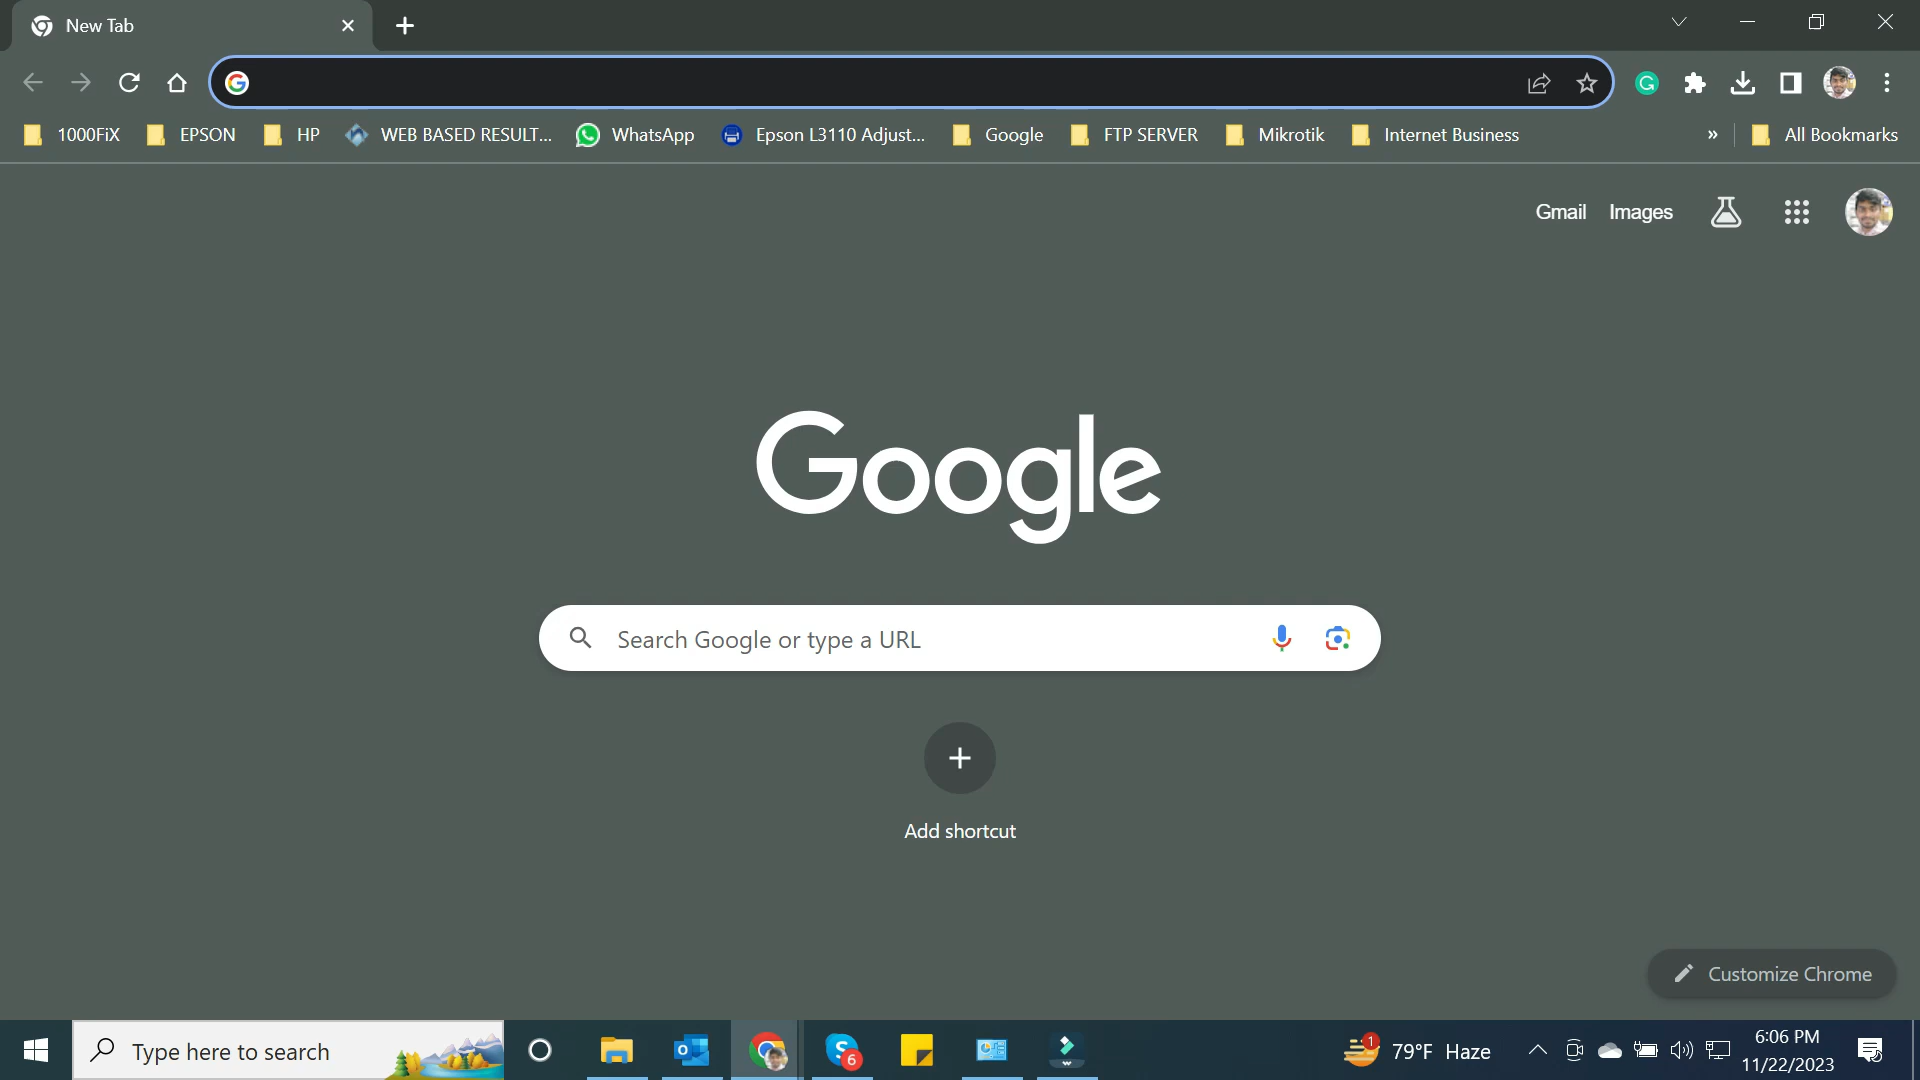 New Tab
1000FiX EPSON HP WEB BASED RESULT... WhatsApp Epson L3110 Adjust... Google FTP SERVER Mikrotik Internet Business » All Bookmarks
Gmail Images
Google
Search Google or type a URL
Add shortcut
Customize Chrome
Type here to search
6
1
79°F Haze
6:06 PM
11/22/2023